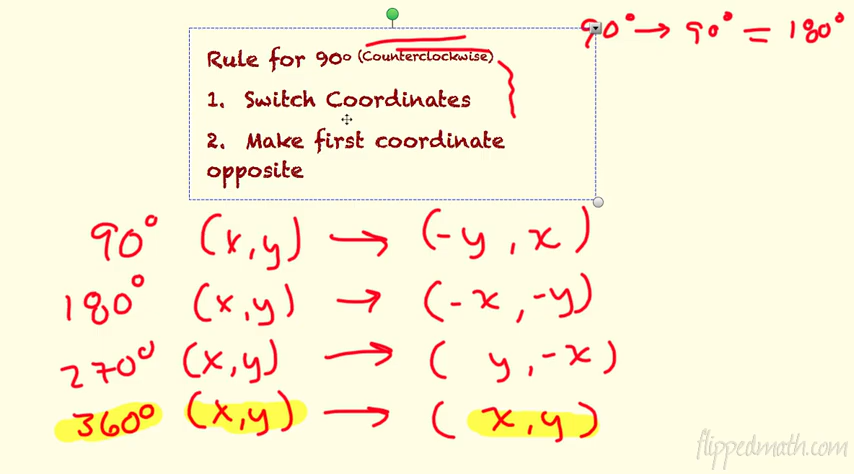 90° → 90° = 180°
Rule for 90° (Counterclockwise)
1. Switch Coordinates
2. Make first coordinate
opposite
90° (x,y) → (-y, x)
180° (x,y) → (-x, -y)
270° (x,y) → (y, -x)
360° (x,y) → (x, y)
flippedmath.com